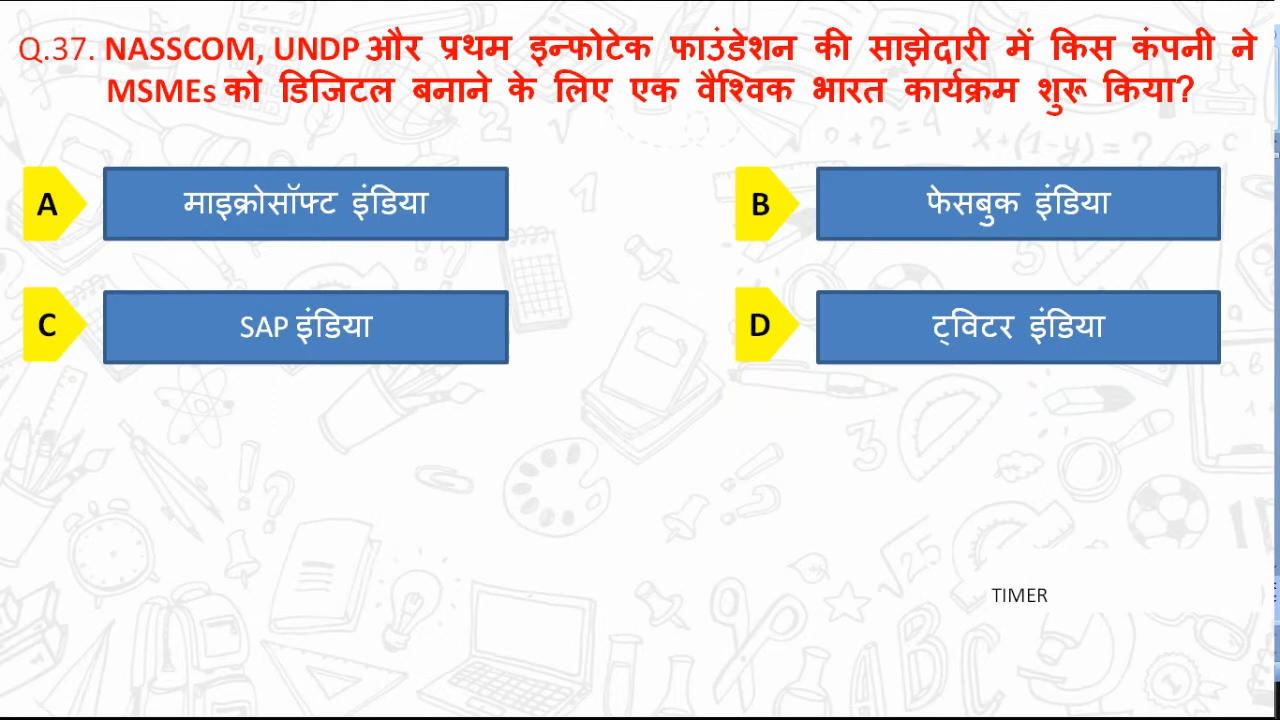 Q.37. NASSCOM, UNDP और प्रथम इन्फोटेक फाउंडेशन की साझेदारी में किस कंपनी ने
MSMEs को डिजिटल बनाने के लिए एक वैश्विक भारत कार्यक्रम शुरू किया?
A माइक्रोसॉफ्ट इंडिया
B फेसबुक इंडिया
C SAP इंडिया
D ट्विटर इंडिया
TIMER